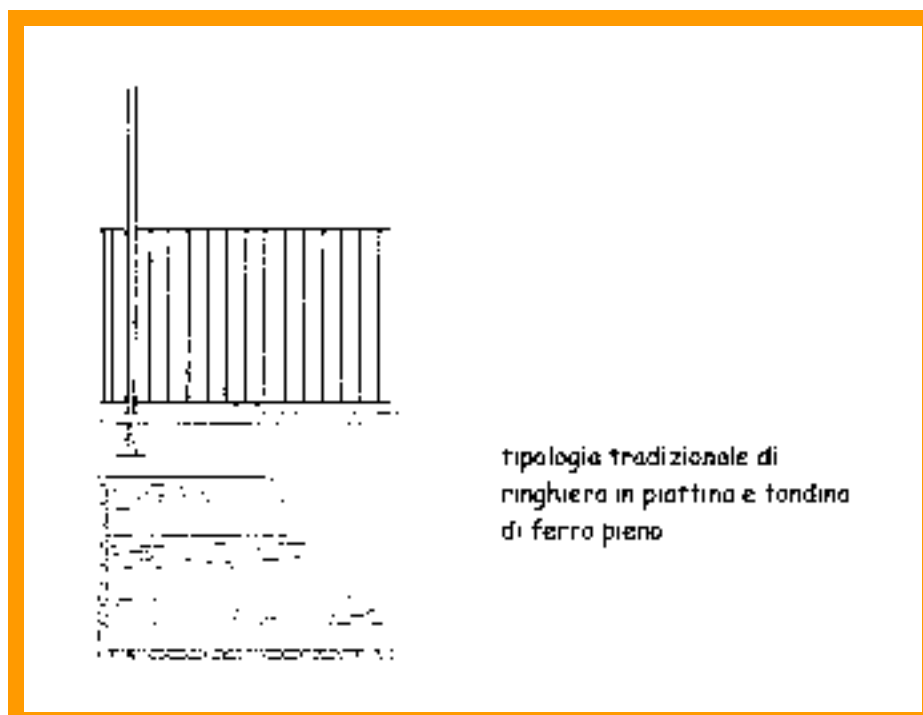 tipologia tradizionale di
ringhiera in piattina e tondino
di ferro pieno